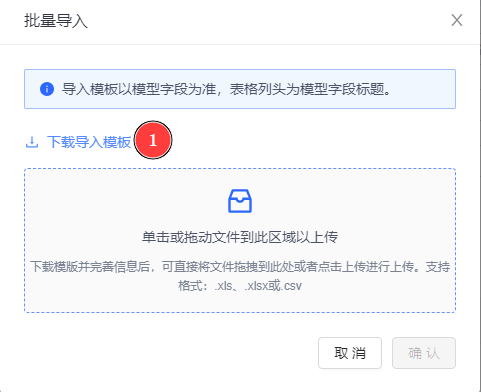 批量导入
导入模板以模型字段为准，表格列头为模型字段标题。
下载导入模板 1
单击或拖动文件到此区域以上传
下载模版并完善信息后，可直接将文件拖拽到此处或者点击上传进行上传。支持
格式：.xls、.xlsx或.csv
取 消 确 认